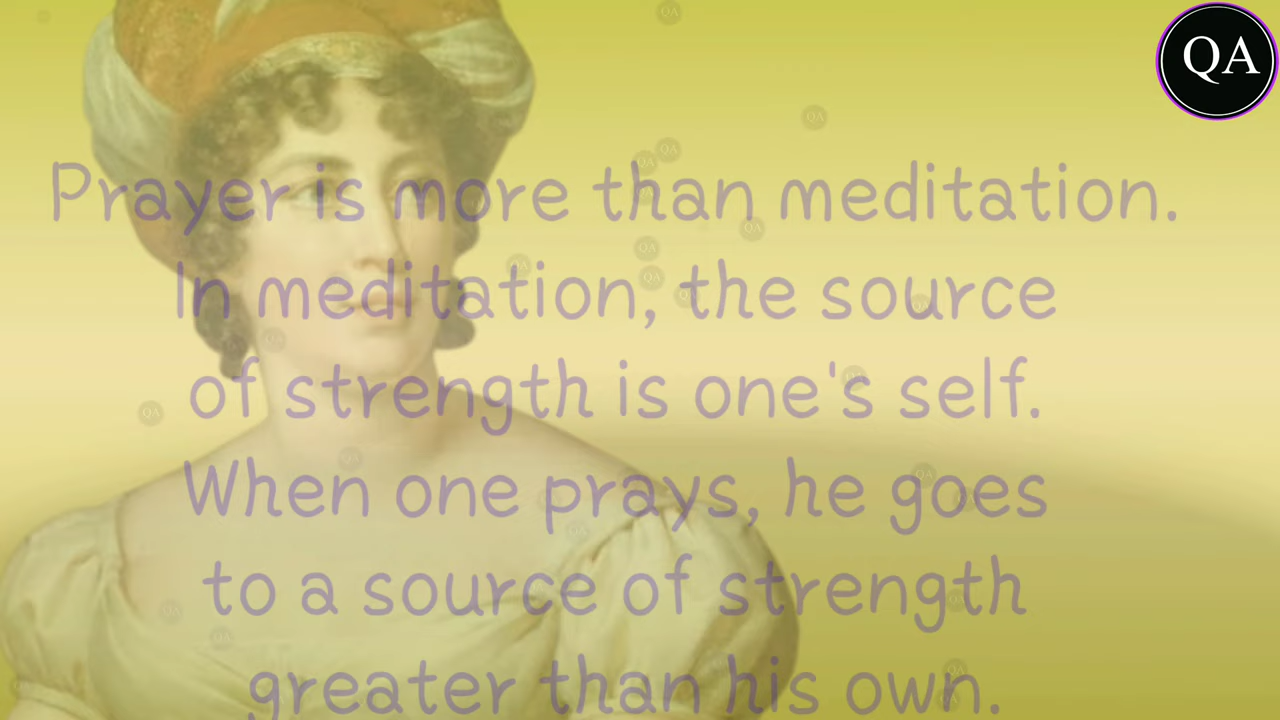 QA
Prayer is more than meditation.
In meditation, the source
of strength is one's self.
When one prays, he goes
to a source of strength
greater than his own.